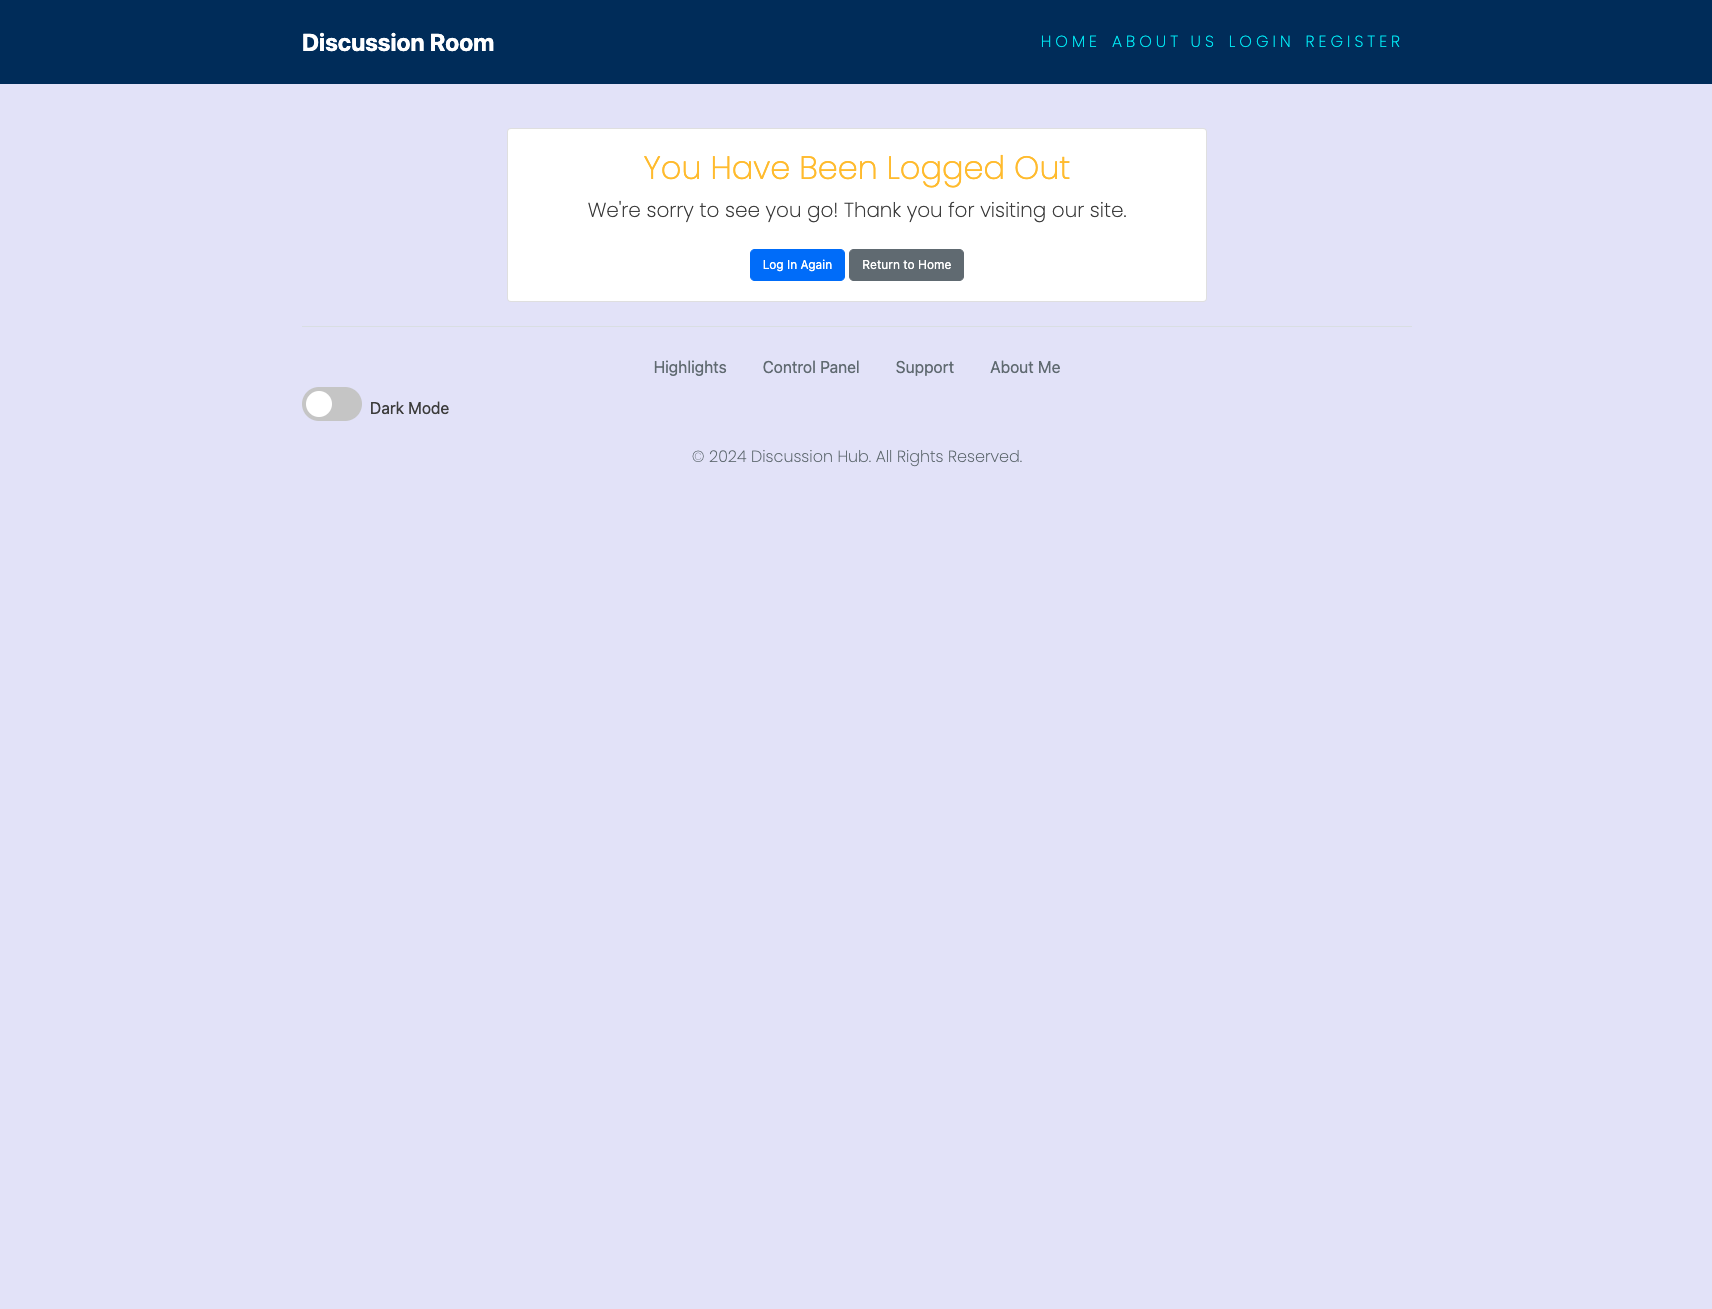 Discussion Room
HOME ABOUT US LOGIN REGISTER
You Have Been Logged Out
We're sorry to see you go! Thank you for visiting our site.
Log In Again Return to Home
Highlights Control Panel Support About Me
Dark Mode
© 2024 Discussion Hub. All Rights Reserved.